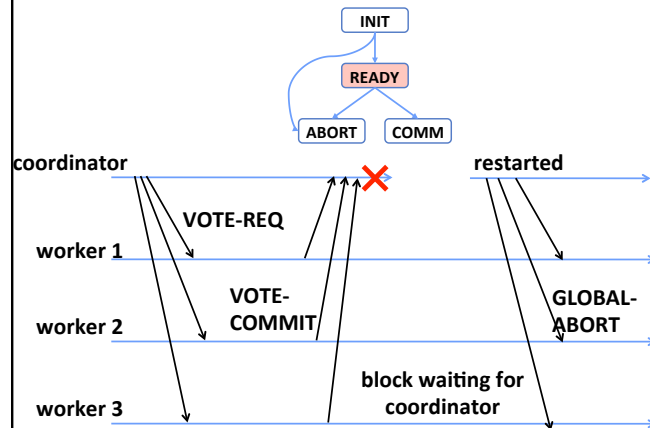 INIT
READY
ABORT
COMM
coordinator
restarted
VOTE-REQ
worker 1
VOTE-
COMMIT
GLOBAL-
ABORT
worker 2
block waiting for
coordinator
worker 3